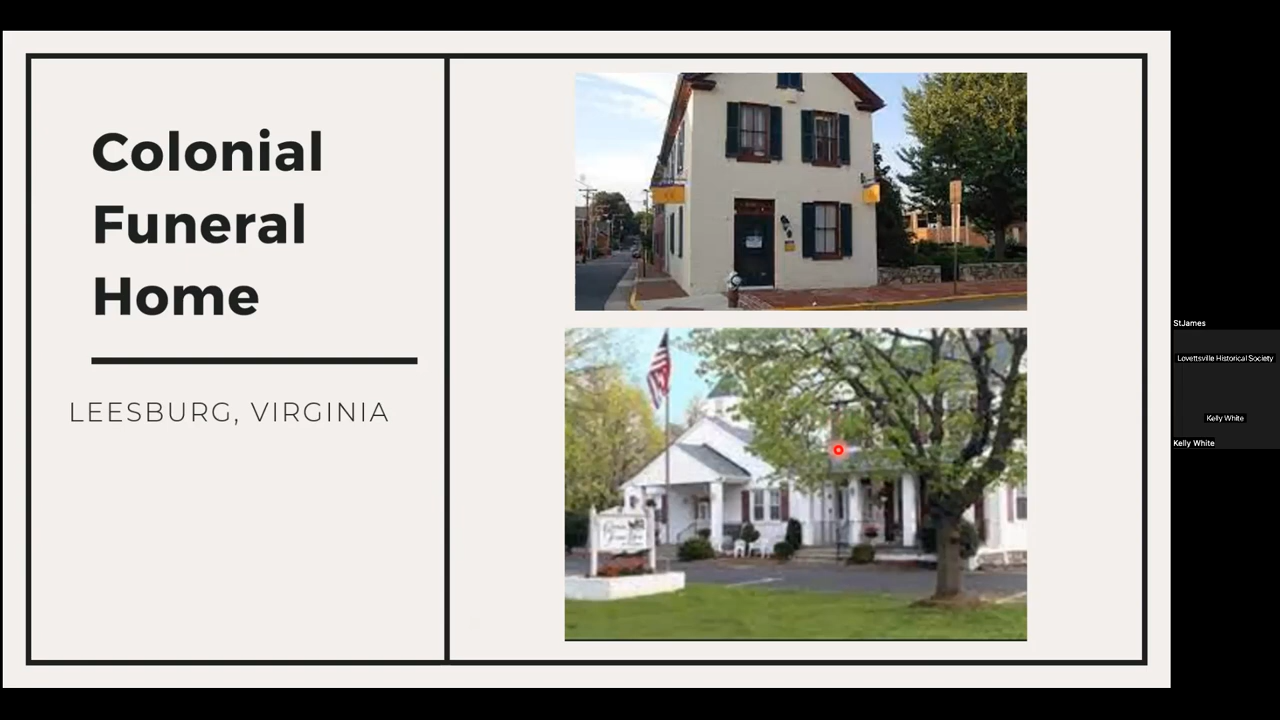 Colonial
Funeral
Home
LEESBURG, VIRGINIA
StJames
Lovettsville Historical Society
Kelly White
Kelly White